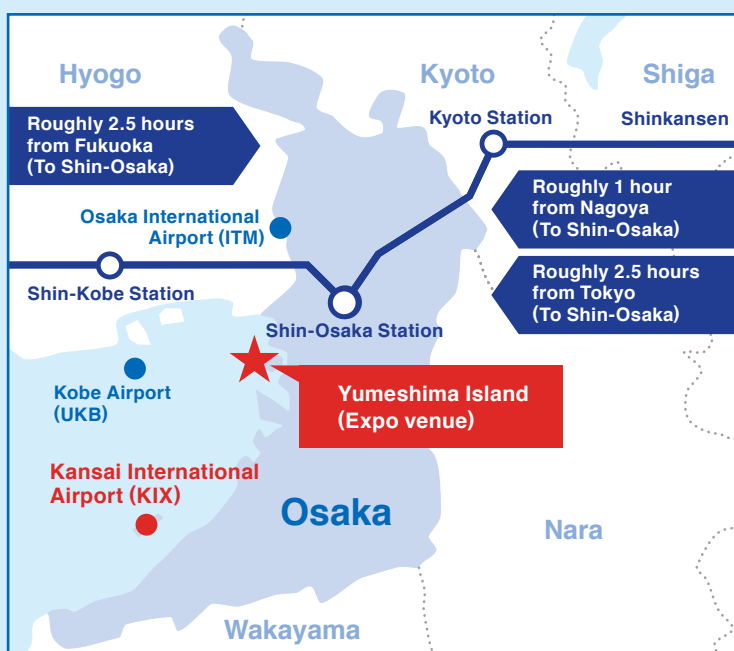 Hyogo
Kyoto
Shiga
Roughly 2.5 hours
from Fukuoka
(To Shin-Osaka)
Kyoto Station
Shinkansen
Roughly 1 hour
from Nagoya
(To Shin-Osaka)
Osaka International
Airport (ITM)
Roughly 2.5 hours
from Tokyo
(To Shin-Osaka)
Shin-Kobe Station
Shin-Osaka Station
Kobe Airport
(UKB)
Yumeshima Island
(Expo venue)
Kansai International
Airport (KIX)
Osaka
Nara
Wakayama